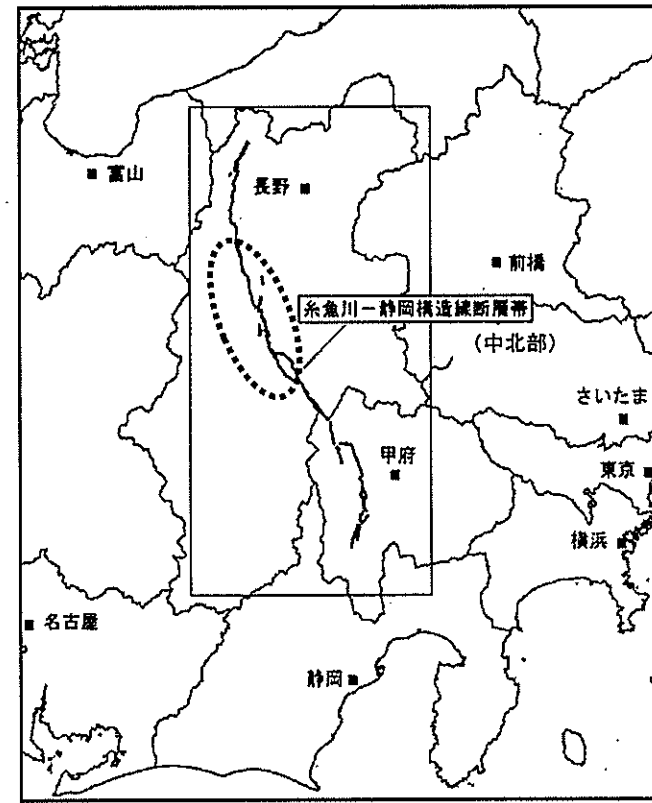 富山
長野
前橋
糸魚川－静岡構造線断層帯
(中北部)
さいたま
甲府
東京
横浜
名古屋
静岡